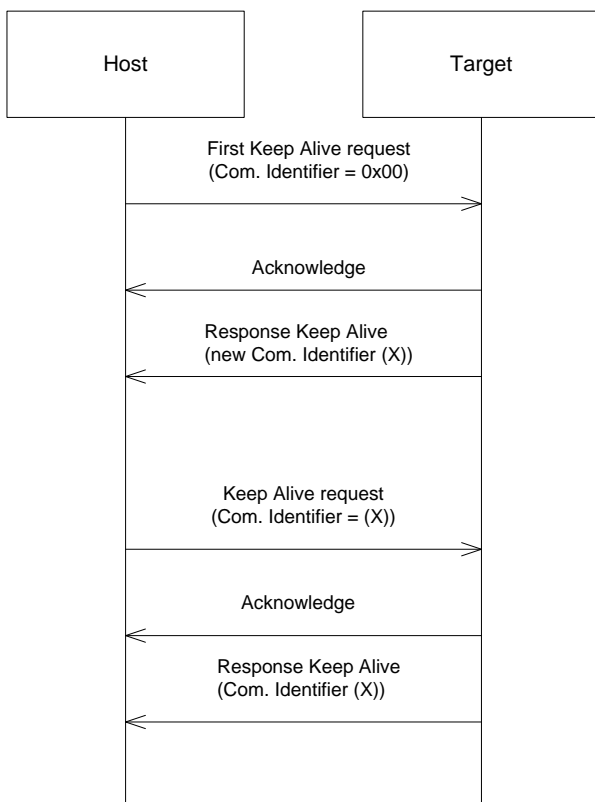 Host
Target
First Keep Alive request
(Com. Identifier = 0x00)
Acknowledge
Response Keep Alive
(new Com. Identifier (X))
Keep Alive request
(Com. Identifier = (X))
Acknowledge
Response Keep Alive
(Com. Identifier (X))